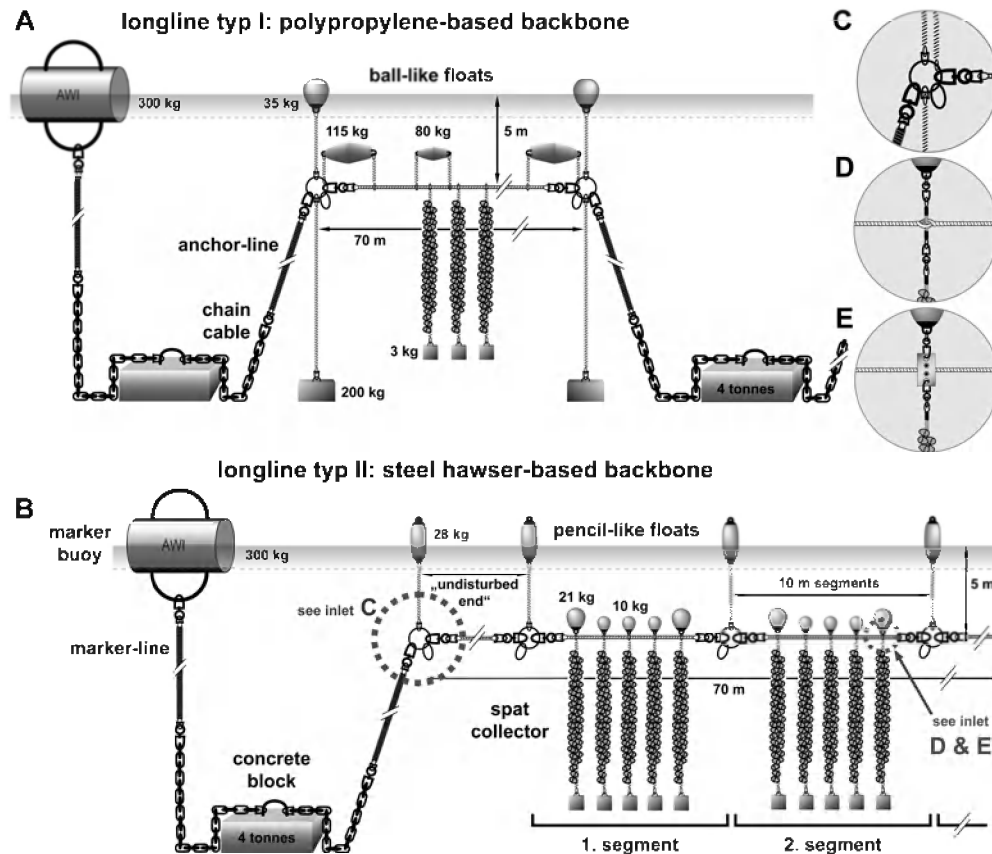 A
longline typ I: polypropylene-based backbone
C
ball-like floats
AWI
300 kg
35 kg
115 kg
80 kg
5 m
D
anchor-line
70 m
chain
cable
E
3 kg
200 kg
4 tonnes
longline typ II: steel hawser-based backbone
B
marker
buoy
AWI
300 kg
28 kg
pencil-like floats
„undisturbed
end“
10 m segments
5 m
see inlet C
21 kg
10 kg
marker-line
70 m
spat
collector
see inlet
D & E
concrete
block
4 tonnes
1. segment
2. segment